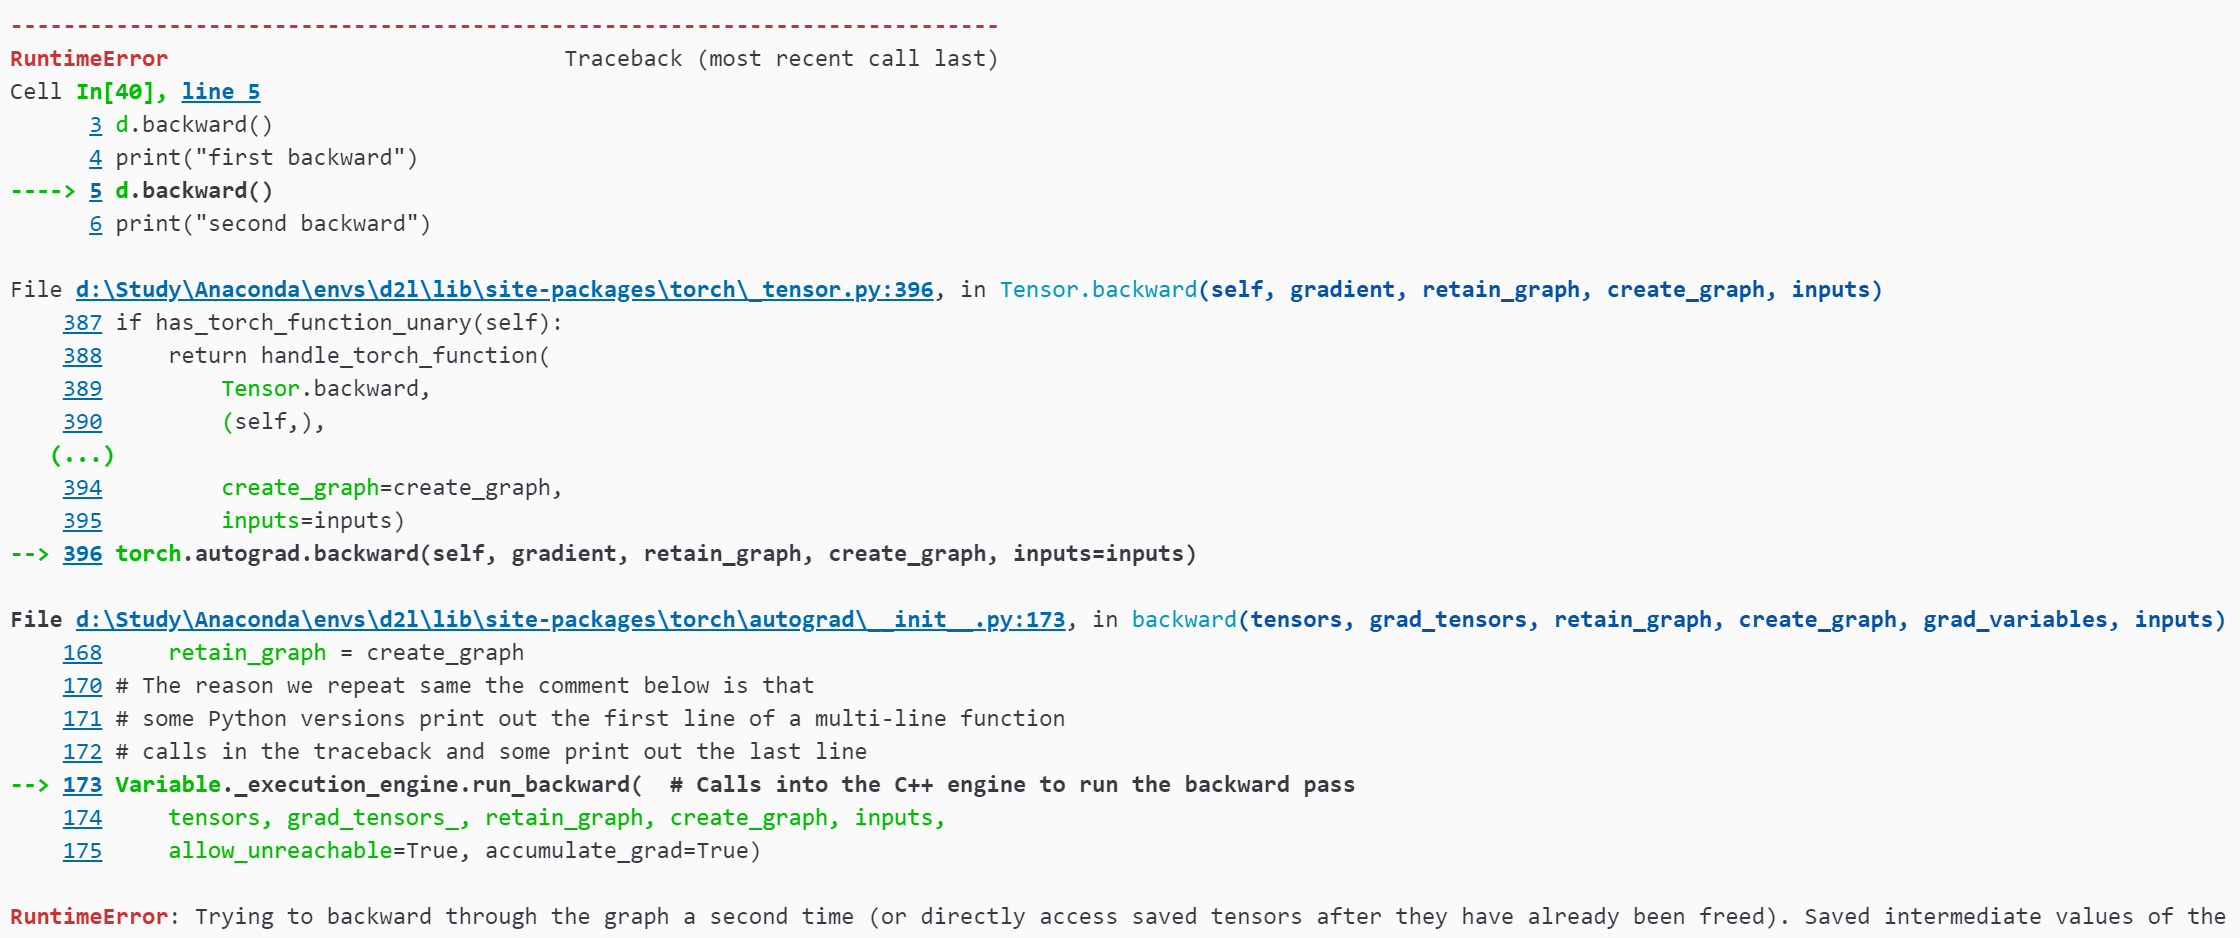 ---------------------------------------------------------------------------
RuntimeError                              Traceback (most recent call last)
Cell In[40], line 5
      3 d.backward()
      4 print("first backward")
----> 5 d.backward()
      6 print("second backward")
File d:\Study\Anaconda\envs\d2l\lib\site-packages\torch\_tensor.py:396, in Tensor.backward(self, gradient, retain_graph, create_graph, inputs)
    387 if has_torch_function_unary(self):
    388     return handle_torch_function(
    389         Tensor.backward,
    390         (self,),
   (...)
    394         create_graph=create_graph,
    395         inputs=inputs)
--> 396 torch.autograd.backward(self, gradient, retain_graph, create_graph, inputs=inputs)
File d:\Study\Anaconda\envs\d2l\lib\site-packages\torch\autograd\__init__.py:173, in backward(tensors, grad_tensors, retain_graph, create_graph, grad_variables, inputs)
    168     retain_graph = create_graph
    170 # The reason we repeat same the comment below is that
    171 # some Python versions print out the first line of a multi-line function
    172 # calls in the traceback and some print out the last line
--> 173 Variable._execution_engine.run_backward(  # Calls into the C++ engine to run the backward pass
    174     tensors, grad_tensors_, retain_graph, create_graph, inputs,
    175     allow_unreachable=True, accumulate_grad=True)
RuntimeError: Trying to backward through the graph a second time (or directly access saved tensors after they have already been freed). Saved intermediate values of the